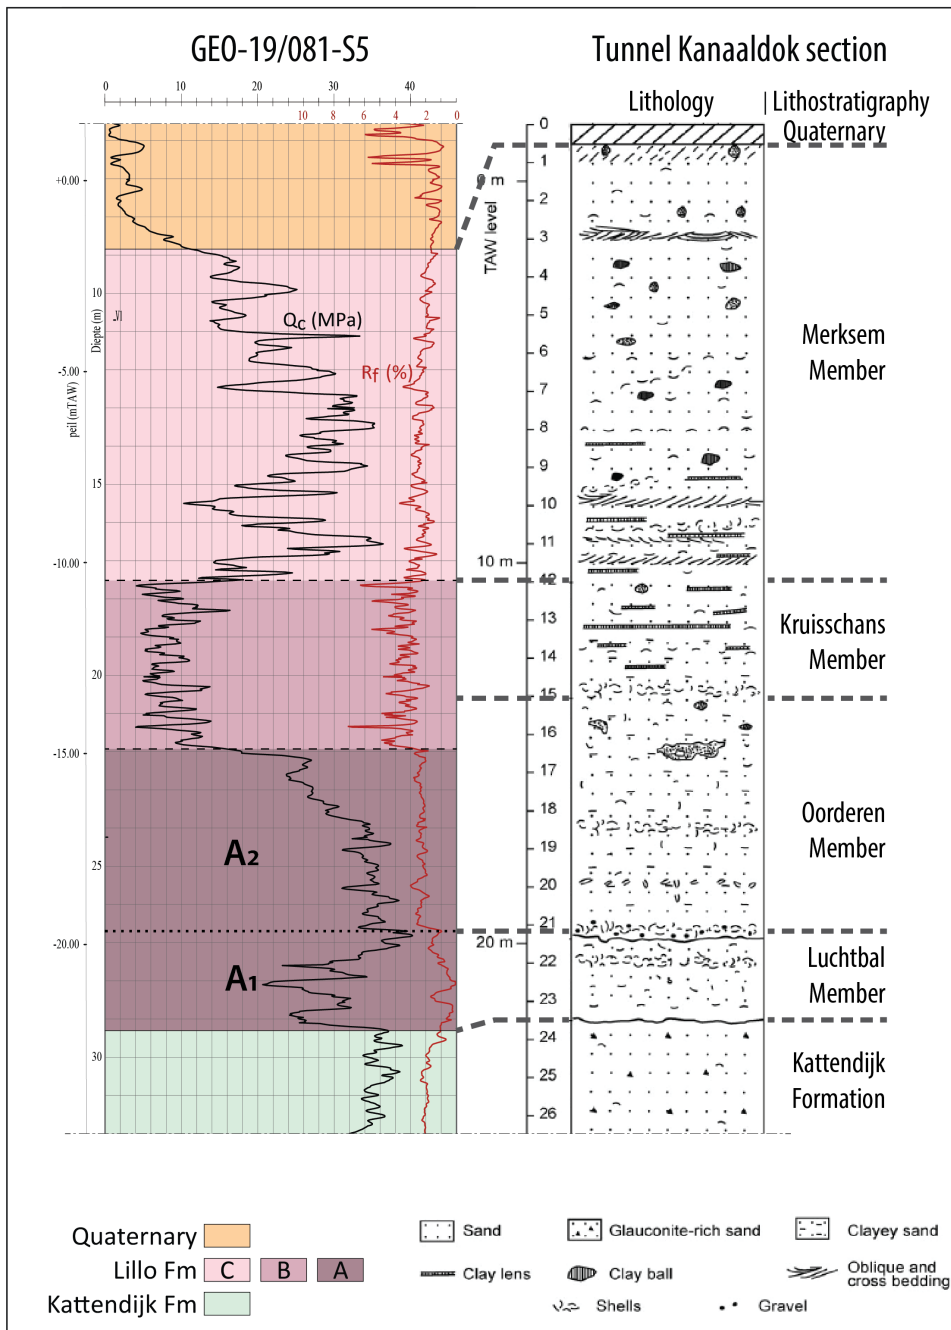 GEO-19/081-S5
Tunnel Kanaaldok section
Lithology
Lithostratigraphy
Quaternary
0 10 20 30 40
10 8 6 4 2 0
+0.00
10
-5.00
15
-10.00
20
-15.00
25
-20.00
30
Diepte (m)
peil (mTAW)
QC (MPa)
Rf (%)
A2
A1
TAW level
0 m
10 m
20 m
0
1
2
3
4
5
6
7
8
9
10
11
12
13
14
15
16
17
18
19
20
21
22
23
24
25
26
Merksem
Member
Kruisschans
Member
Oorderen
Member
Luchtbal
Member
Kattendijk
Formation
Quaternary
Lillo Fm C B A
Kattendijk Fm
Sand
Glauconite-rich sand
Clayey sand
Clay lens
Clay ball
Oblique and
cross bedding
Shells
Gravel